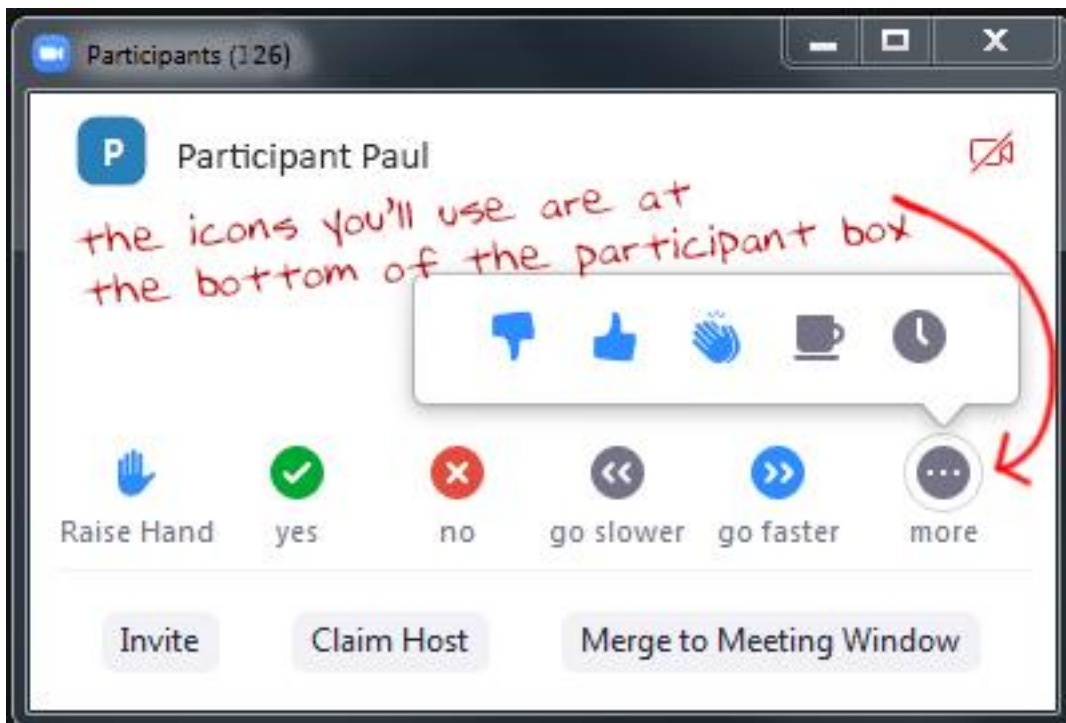 Participants (126)
P Participant Paul
the icons you'll use are at
the bottom of the participant box
Raise Hand yes no go slower go faster more
Invite Claim Host Merge to Meeting Window